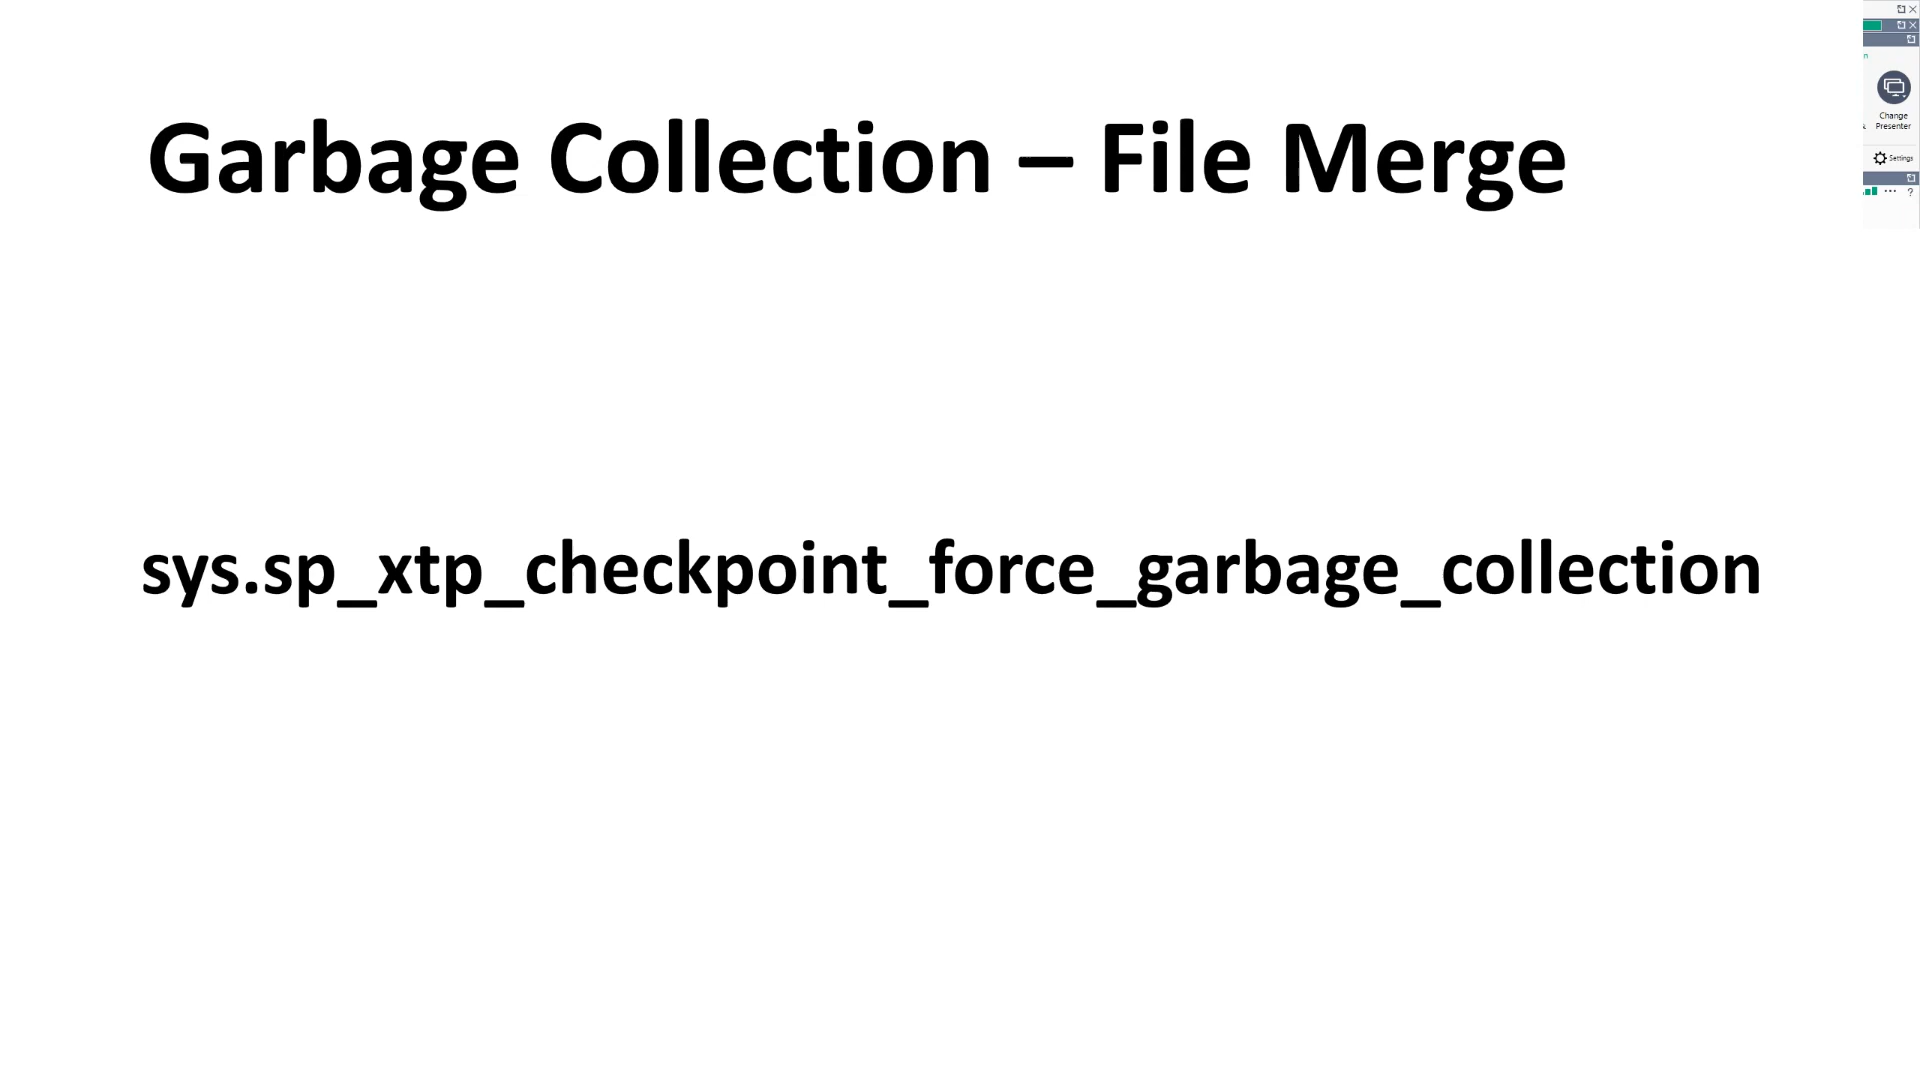 Garbage Collection – File Merge
sys.sp_xtp_checkpoint_force_garbage_collection
Change
Presenter
Settings
?